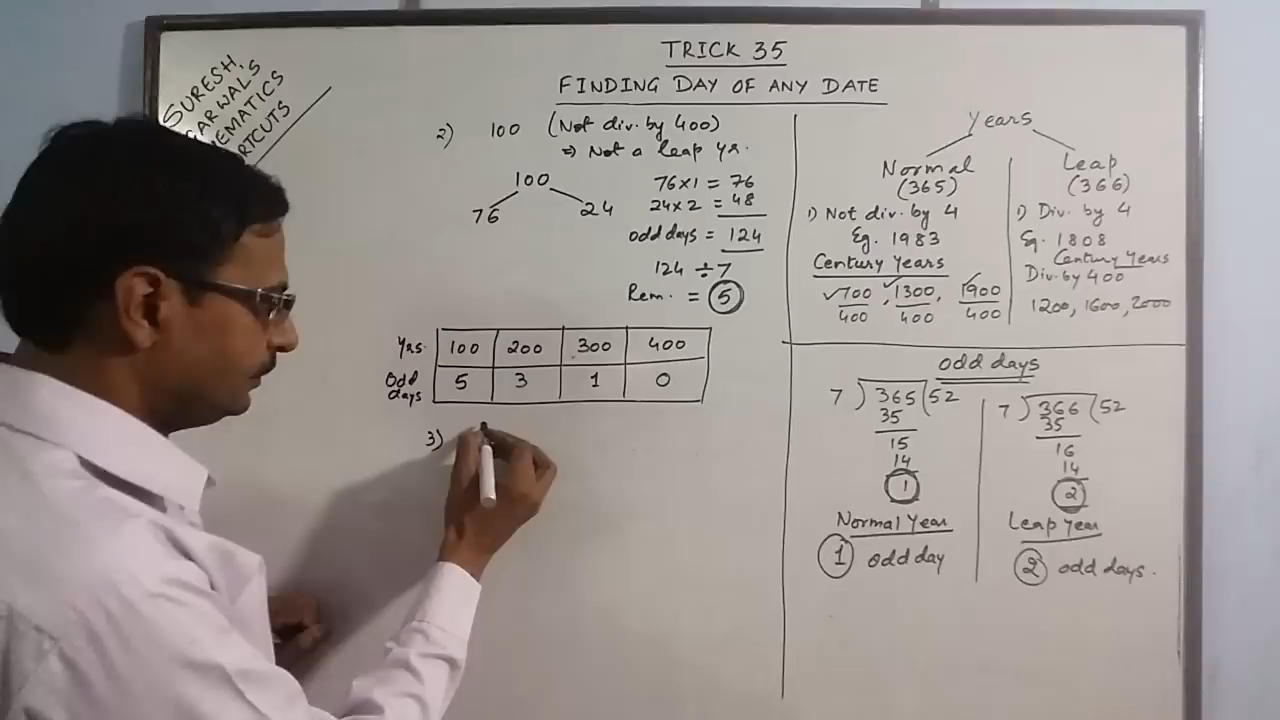 SURESH
GARWAL'S
HEMATICS
RTCUTS
TRICK 35
FINDING DAY OF ANY DATE
2) 100 (Not div. by 400)
⇒ Not a leap yr.
100
76 24
76 x 1 = 76
24 x 2 = 48
odd days = 124
124 ÷ 7
Rem. = 5
Yrs. 100 200 300 400
Odd days 5 3 1 0
3)
Years
Normal
(365)
1) Not div. by 4
Eg. 1983
Century Years
✓700/400, ✓1300/400, ✓1900/400
Leap
(366)
1) Div. by 4
Eg. 1808
Century Years
Div. by 400
1200, 1600, 2000
odd days
7 ) 365 ( 52
35
15
14
1
Normal Year
1 odd day
7 ) 366 ( 52
35
16
14
2
Leap Year
2 odd days.